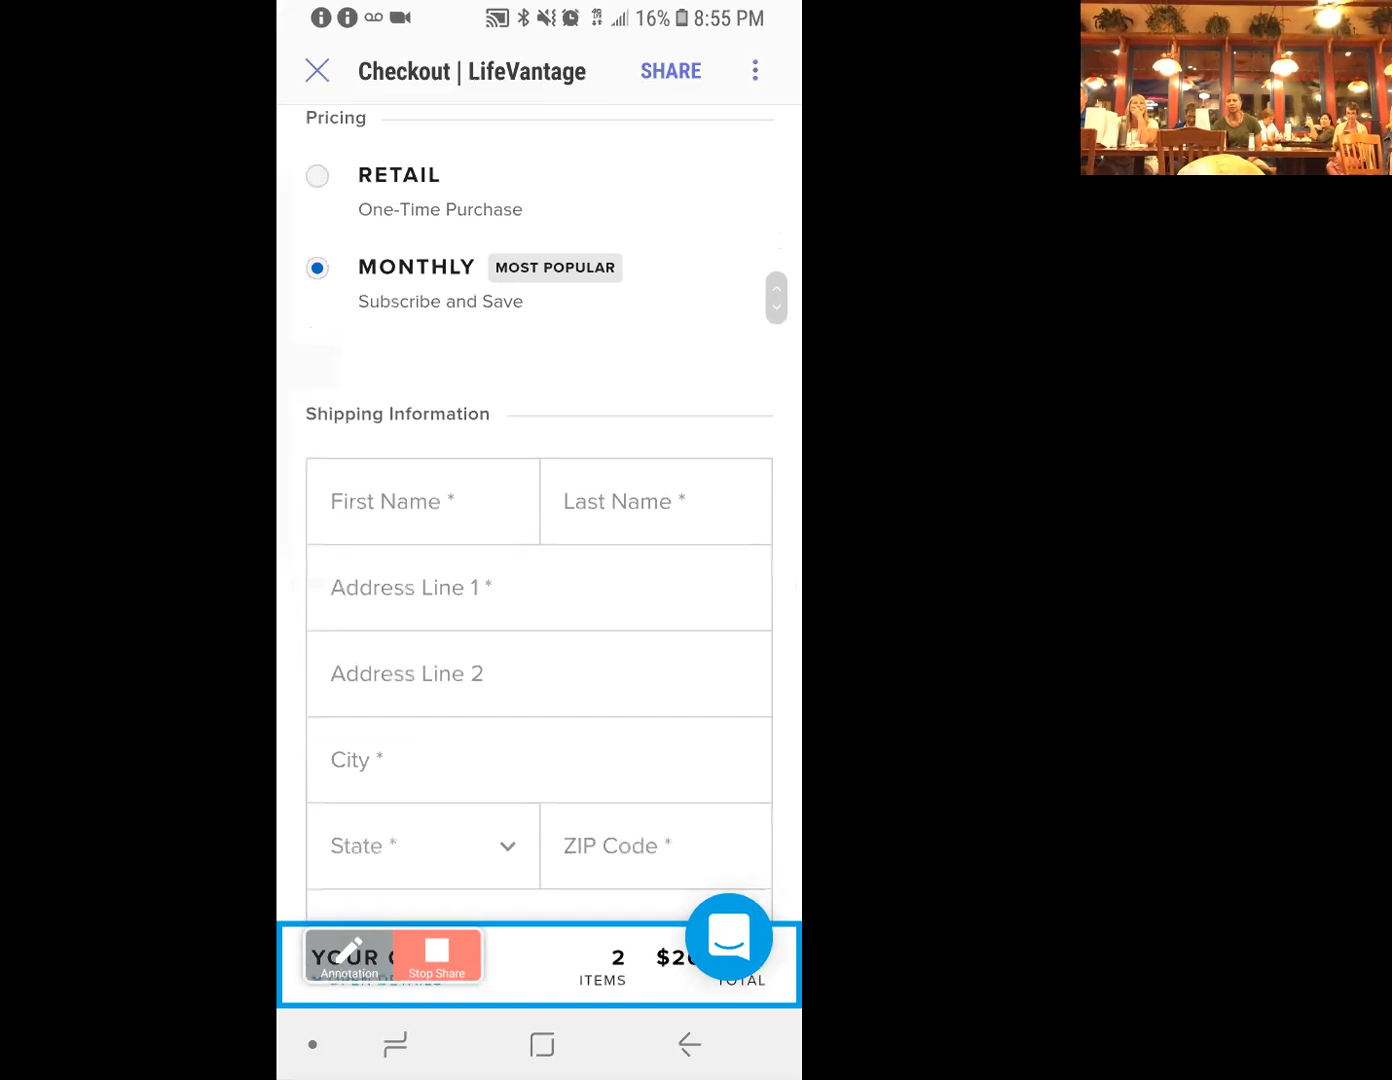 16% 8:55 PM
Checkout | LifeVantage SHARE
Pricing
RETAIL
One-Time Purchase
MONTHLY MOST POPULAR
Subscribe and Save
Shipping Information
First Name * Last Name *
Address Line 1 *
Address Line 2
City *
State * ZIP Code *
YOUR 2
Annotation Stop Share ITEMS TOTAL